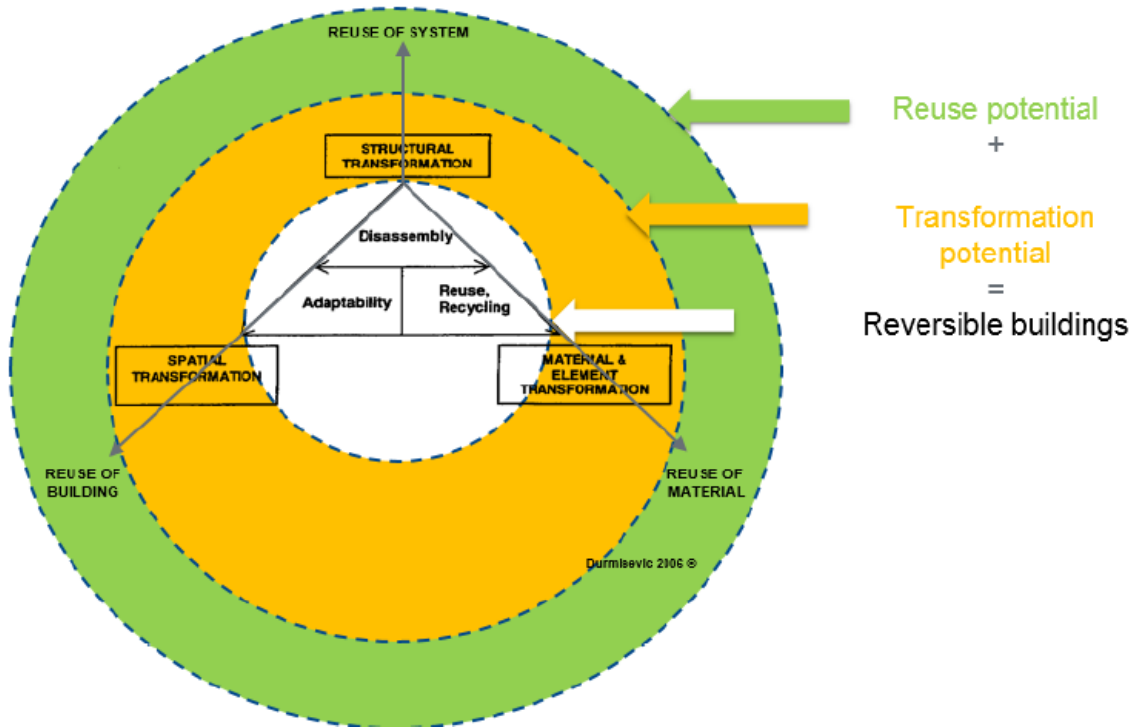 REUSE OF SYSTEM
STRUCTURAL
TRANSFORMATION
Disassembly
Adaptability
Reuse,
Recycling
SPATIAL
TRANSFORMATION
MATERIAL &
ELEMENT
TRANSFORMATION
REUSE OF
BUILDING
REUSE OF
MATERIAL
Durmisevic 2006 ®
Reuse potential
+
Transformation
potential
=
Reversible buildings